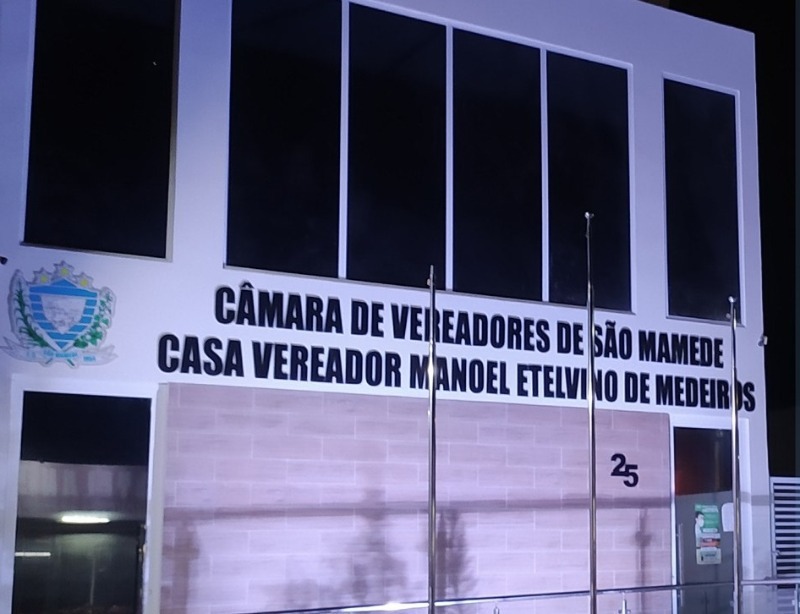 CÂMARA DE VEREADORES DE SÃO MAMEDE
CASA VEREADOR MANOEL ETELVINO DE MEDEIROS
25